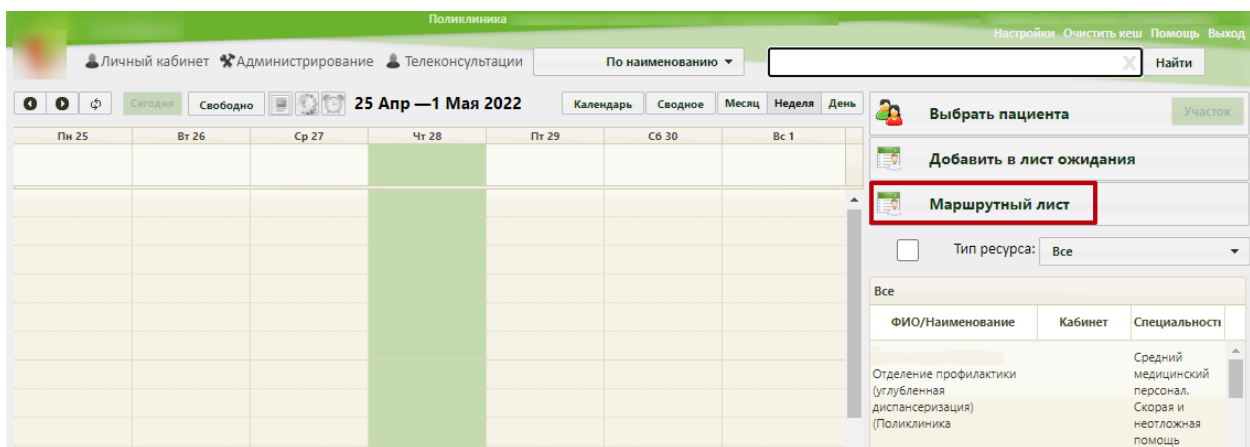 Поликлиника
Настройки Очистить кеш Помощь Выход
Личный кабинет Администрирование Телеконсультации По наименованию Найти
Сегодня Свободно 25 Апр —1 Мая 2022 Календарь Сводное Месяц Неделя День
Пн 25 Вт 26 Ср 27 Чт 28 Пт 29 Сб 30 Вс 1
Выбрать пациента Участок
Добавить в лист ожидания
Маршрутный лист
Тип ресурса: Все
Все
ФИО/Наименование Кабинет Специальность
Отделение профилактики
(углубленная
диспансеризация)
(Поликлиника
Средний
медицинский
персонал.
Скорая и
неотложная
помощь